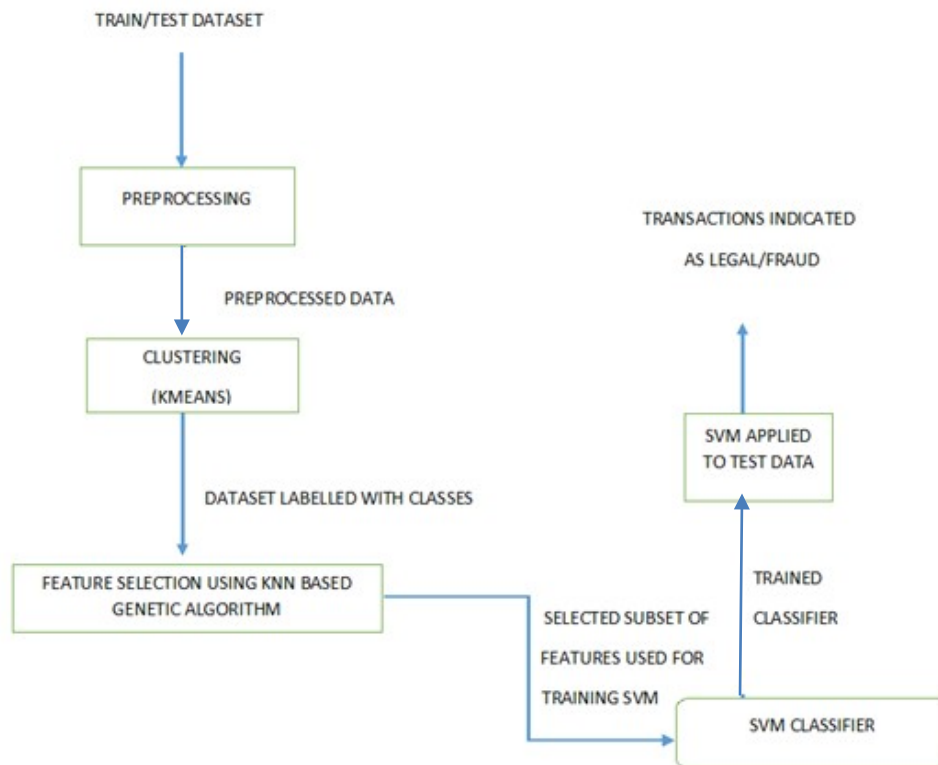 TRAIN/TEST DATASET
PREPROCESSING
PREPROCESSED DATA
CLUSTERING
(KMEANS)
DATASET LABELLED WITH CLASSES
FEATURE SELECTION USING KNN BASED
GENETIC ALGORITHM
SELECTED SUBSET OF
FEATURES USED FOR
TRAINING SVM
SVM CLASSIFIER
TRAINED
CLASSIFIER
SVM APPLIED
TO TEST DATA
TRANSACTIONS INDICATED
AS LEGAL/FRAUD